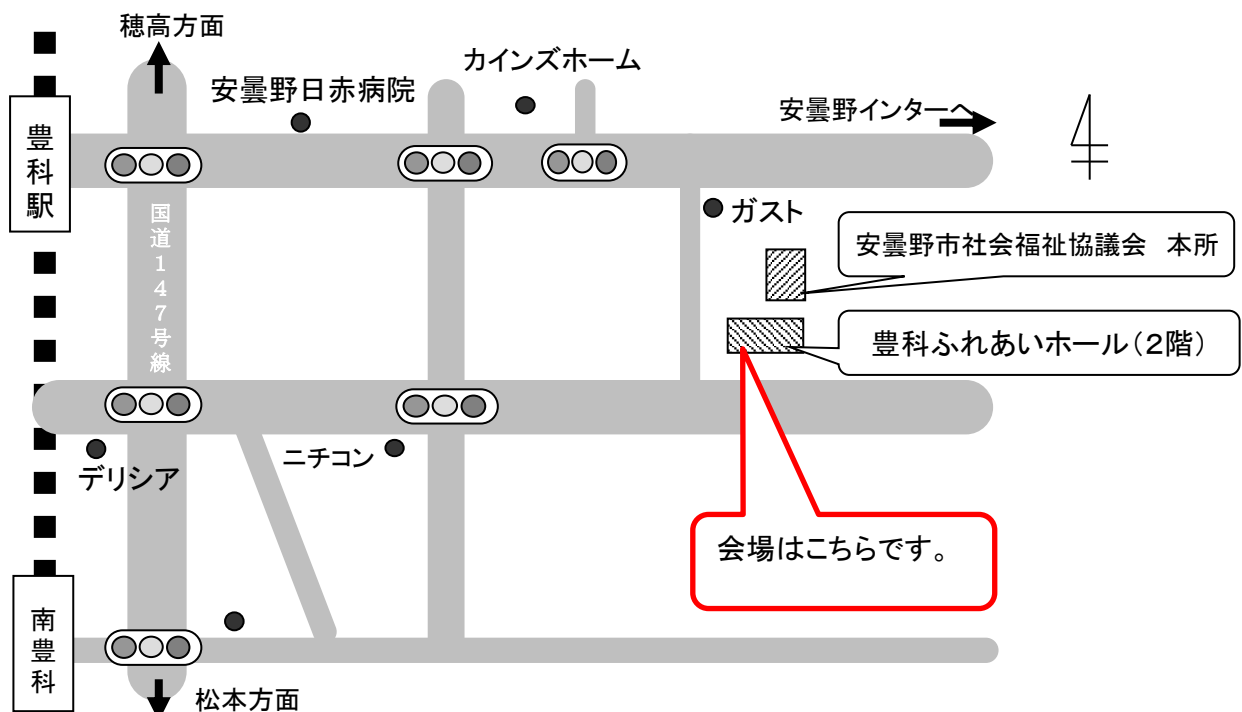 穂高方面
カインズホーム
安曇野日赤病院
安曇野インターへ
豊科駅
国道147号線
ガスト
安曇野市社会福祉協議会 本所
豊科ふれあいホール(2階)
ニチコン
デリシア
会場はこちらです。
南豊科
松本方面